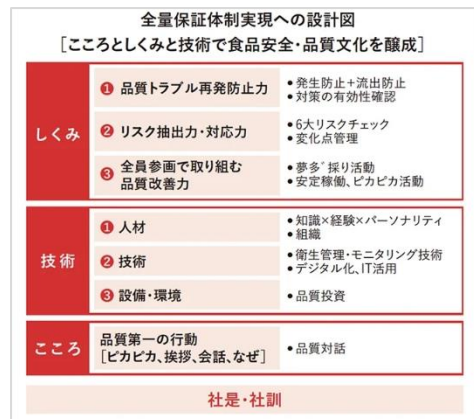 全量保証体制実現への設計図
[こころとしくみと技術で食品安全・品質文化を醸成]
しくみ
❶ 品質トラブル再発防止力
●発生防止+流出防止
●対策の有効性確認
❷ リスク抽出力・対応力
●6大リスクチェック
●変化点管理
❸ 全員参画で取り組む
品質改善力
●夢多゛採り活動
●安定稼働、ピカピカ活動
技術
❶ 人材
●知識×経験×パーソナリティ
●組織
❷ 技術
●衛生管理・モニタリング技術
●デジタル化、IT活用
❸ 設備・環境
●品質投資
こころ
品質第一の行動
[ピカピカ、挨拶、会話、なぜ]
●品質対話
社是・社訓